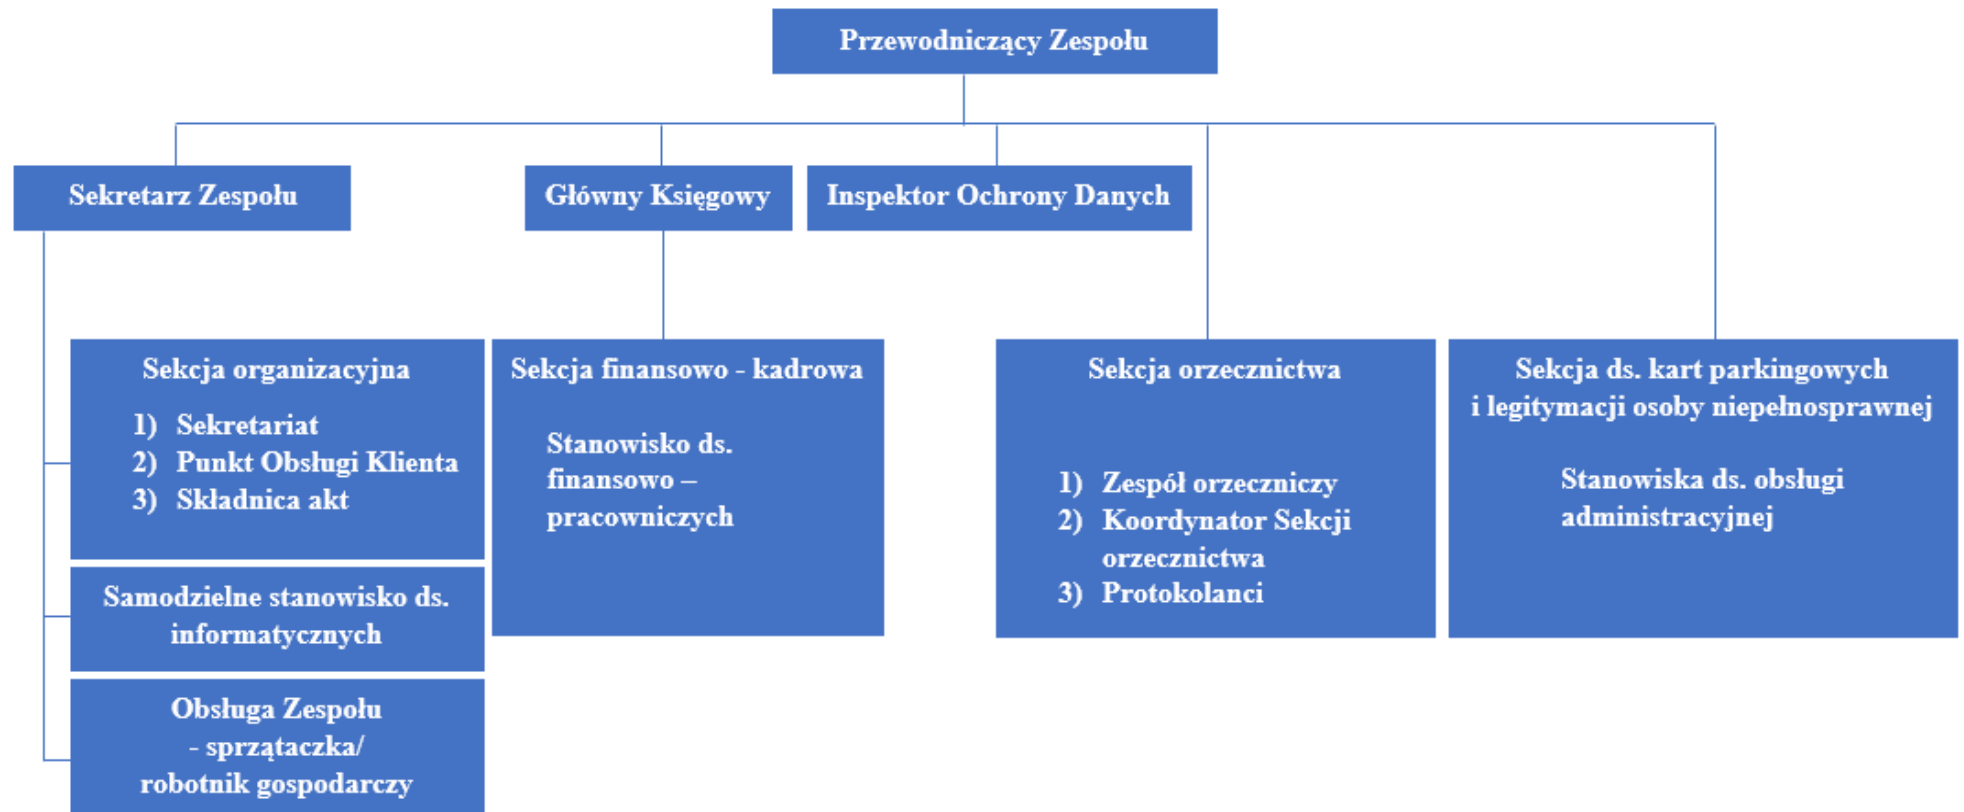 Przewodniczący Zespołu
Sekretarz Zespołu
Główny Księgowy
Inspektor Ochrony Danych
Sekcja organizacyjna
1) Sekretariat
2) Punkt Obsługi Klienta
3) Składnica akt
Samodzielne stanowisko ds.
informatycznych
Obsługa Zespołu
- sprzątaczka/
robotnik gospodarczy
Sekcja finansowo - kadrowa
Stanowisko ds.
finansowo –
pracowniczych
Sekcja orzecznictwa
1) Zespół orzeczniczy
2) Koordynator Sekcji
orzecznictwa
3) Protokolanci
Sekcja ds. kart parkingowych
i legitymacji osoby niepełnosprawnej
Stanowiska ds. obsługi
administracyjnej